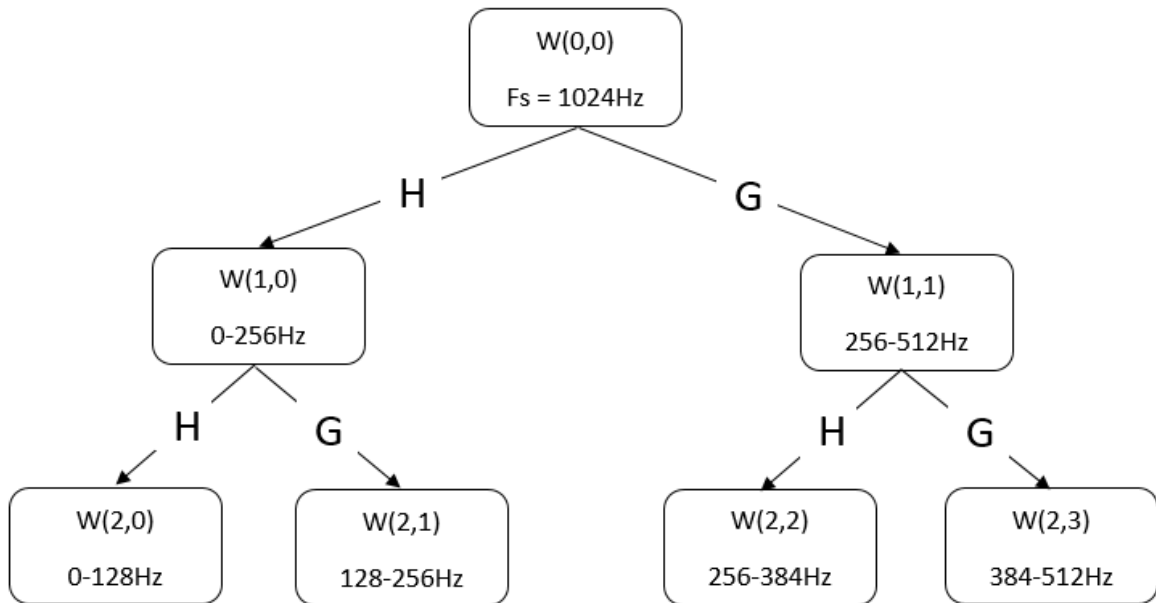 W(0,0)
Fs = 1024Hz
H
G
W(1,0)
0-256Hz
W(1,1)
256-512Hz
H
G
H
G
W(2,0)
0-128Hz
W(2,1)
128-256Hz
W(2,2)
256-384Hz
W(2,3)
384-512Hz